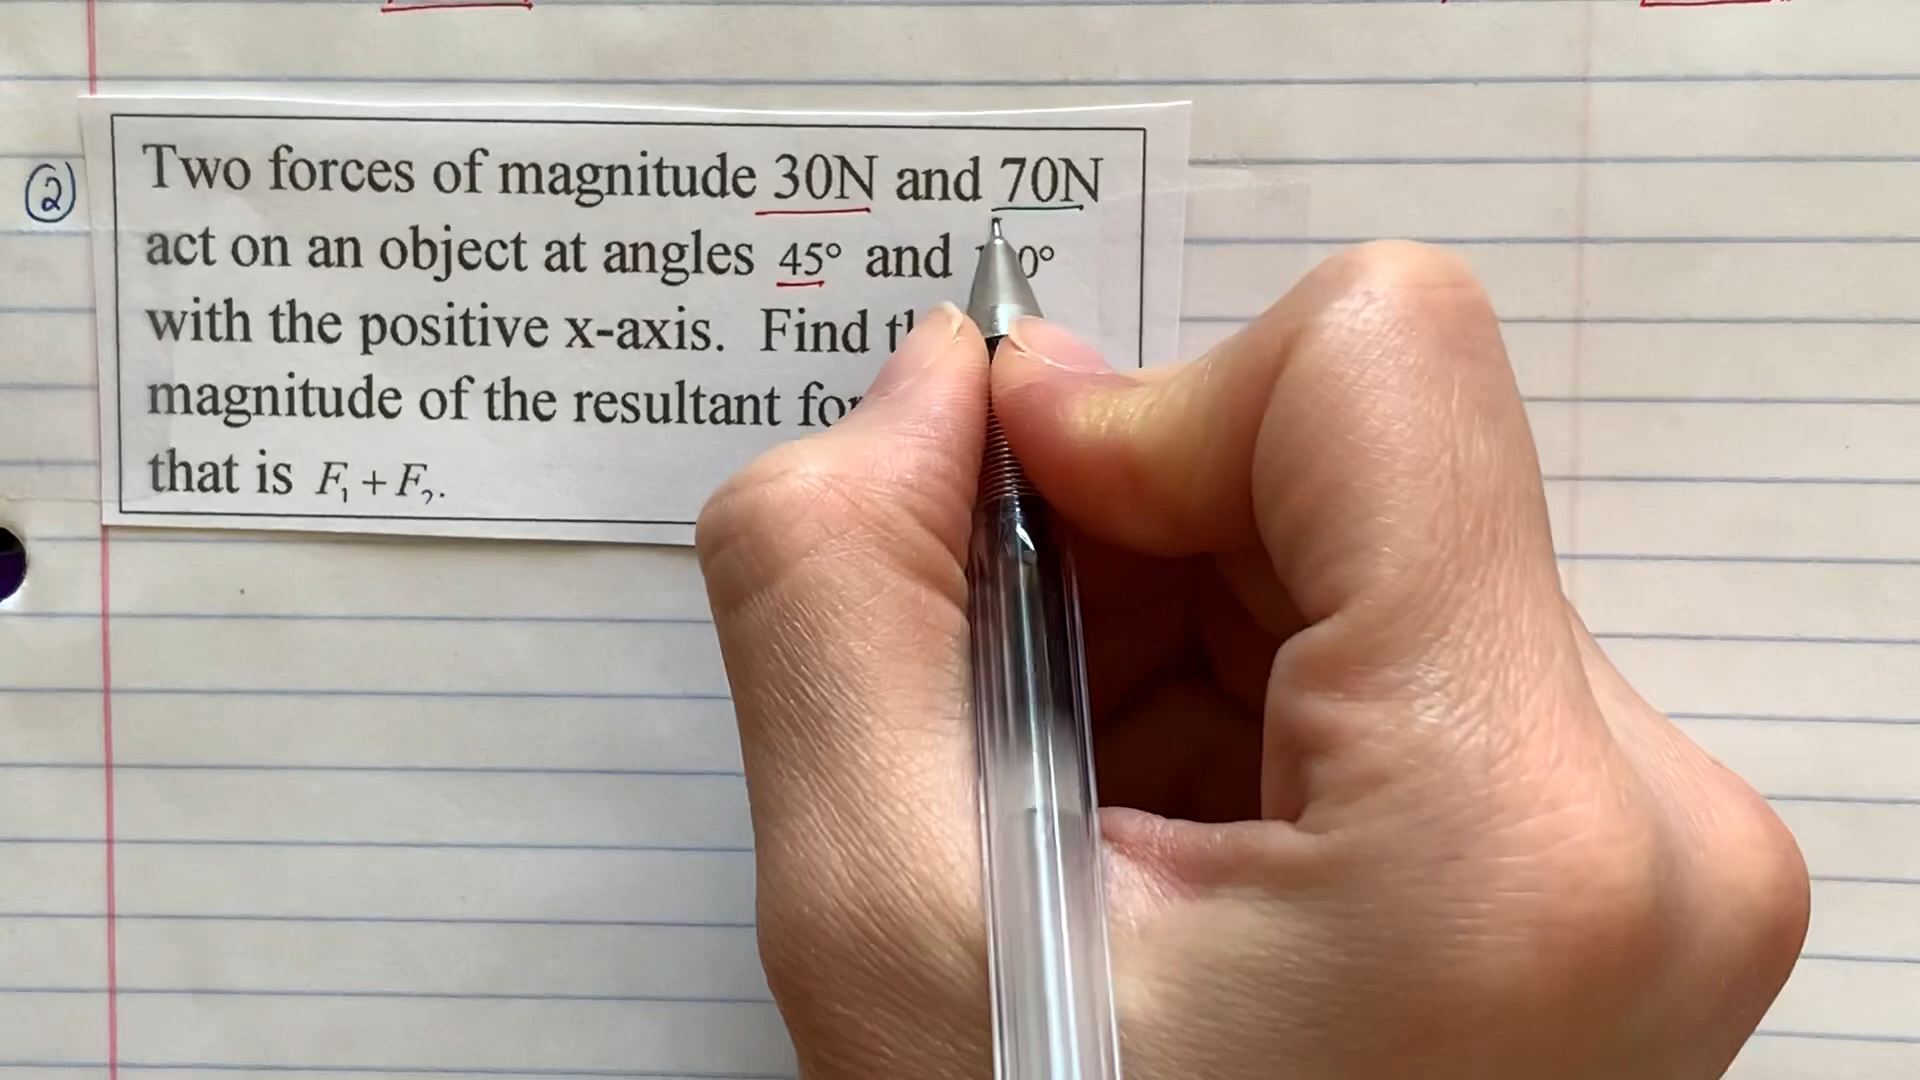 ②
Two forces of magnitude 30N and 70N
act on an object at angles 45° and
with the positive x-axis. Find
magnitude of the resultant
that is F₁ + F₂.